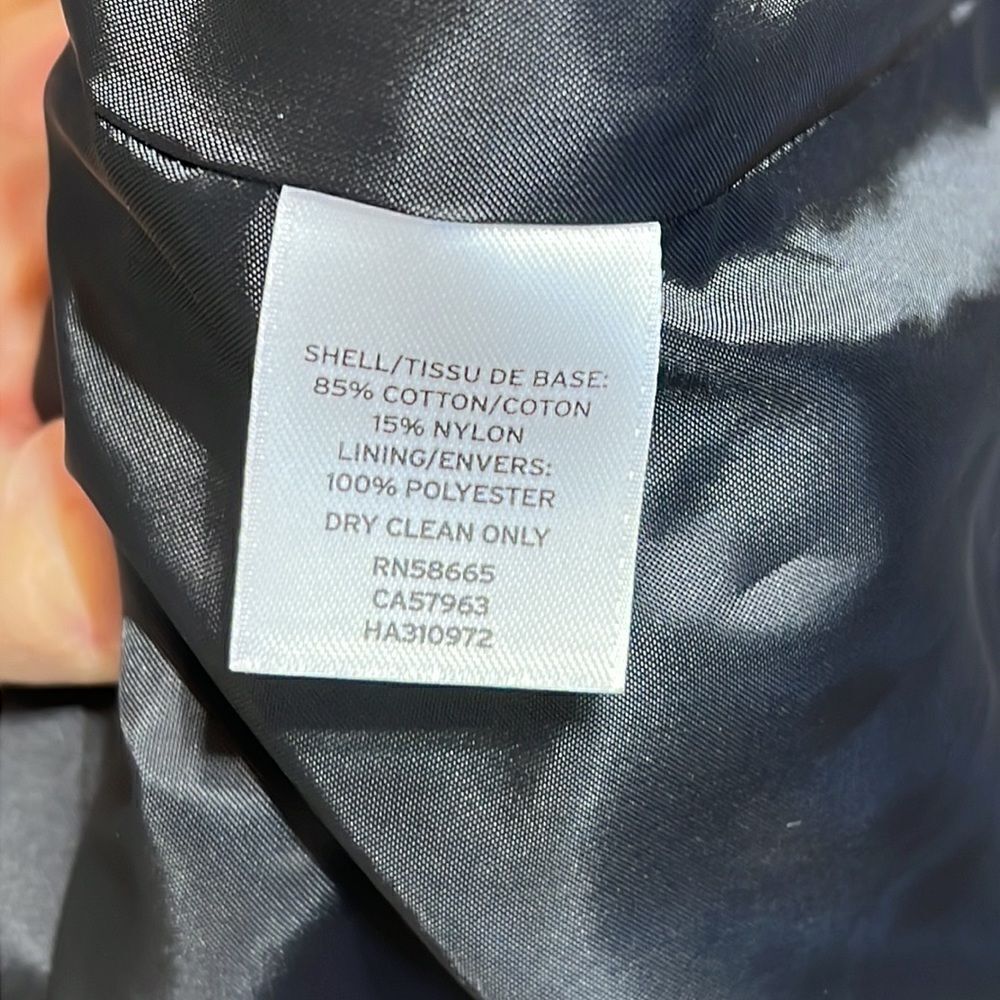 SHELL/TISSU DE BASE:
85% COTTON/COTON
15% NYLON
LINING/ENVERS:
100% POLYESTER
DRY CLEAN ONLY
RN58665
CA57963
HA310972